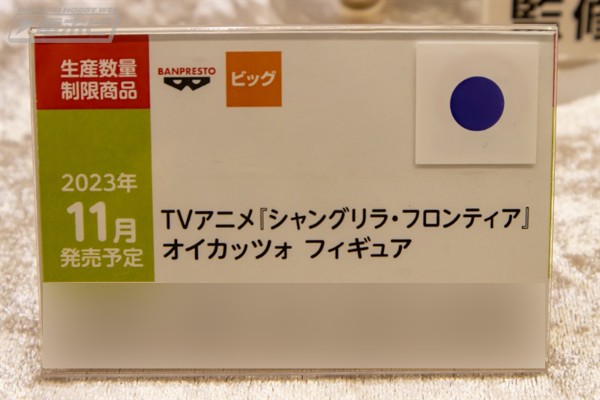 監修
生産数量
制限商品
BANPRESTO
ビッグ
2023年
11月
発売予定
TVアニメ『シャングリラ・フロンティア』
オイカッツォ フィギュア